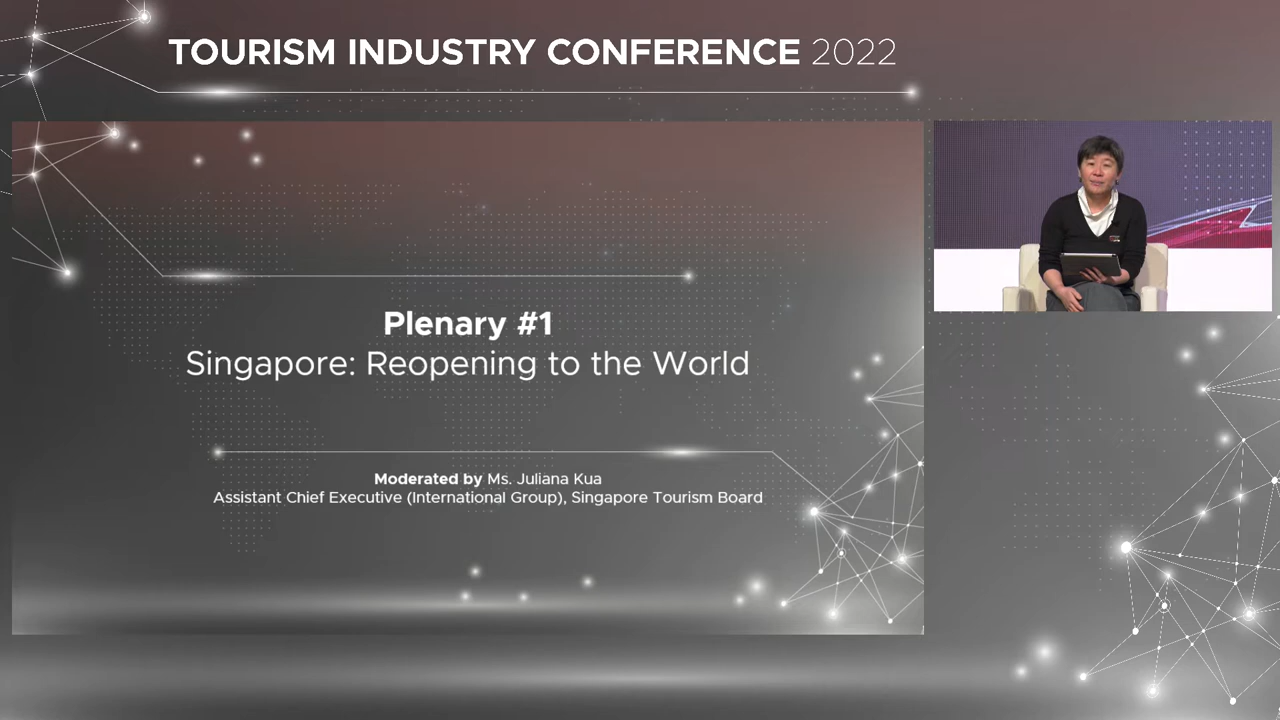 TOURISM INDUSTRY CONFERENCE 2022
Plenary #1
Singapore: Reopening to the World
Moderated by Ms. Juliana Kua
Assistant Chief Executive (International Group), Singapore Tourism Board